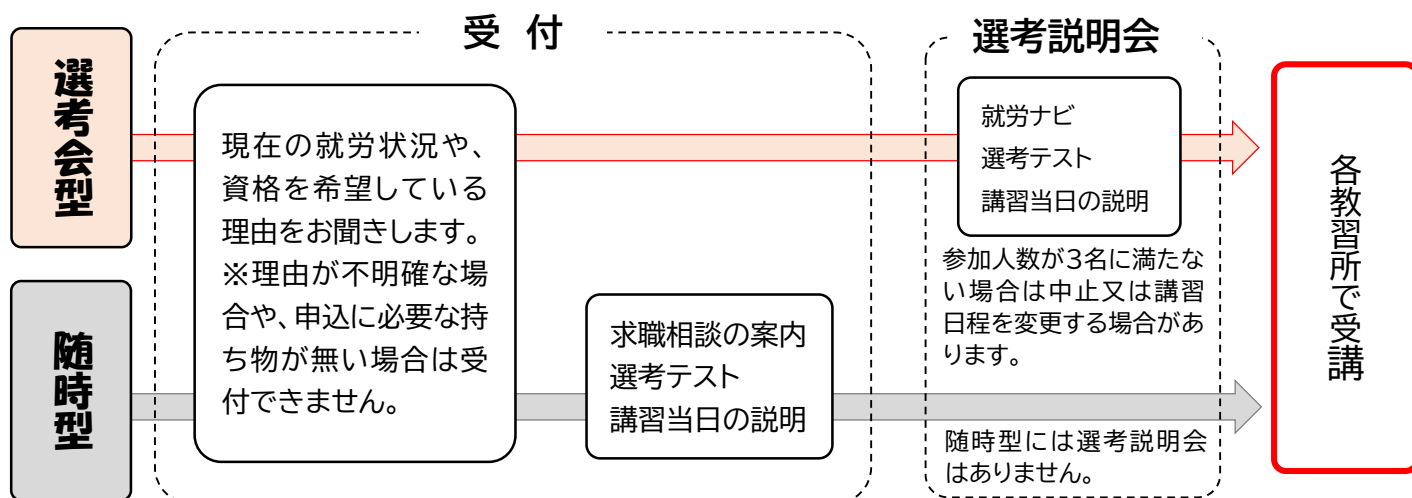 選考会型
随時型
受 付
現在の就労状況や、
資格を希望している
理由をお聞きします。
※理由が不明確な場
合や、申込に必要な持
ち物が無い場合は受
付できません。
求職相談の案内
選考テスト
講習当日の説明
選考説明会
就労ナビ
選考テスト
講習当日の説明
参加人数が3名に満たな
い場合は中止又は講習
日程を変更する場合があ
ります。
随時型には選考説明会
はありません。
各教習所で受講